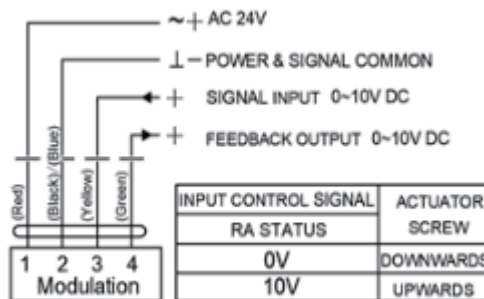 ~+ AC 24V
⊥− POWER & SIGNAL COMMON
+ SIGNAL INPUT 0~10V DC
+ FEEDBACK OUTPUT 0~10V DC
(Red)
(Black)/(Blue)
(Yellow)
(Green)
1 2 3 4
Modulation
INPUT CONTROL SIGNAL
RA STATUS
ACTUATOR
SCREW
0V DOWNWARDS
10V UPWARDS